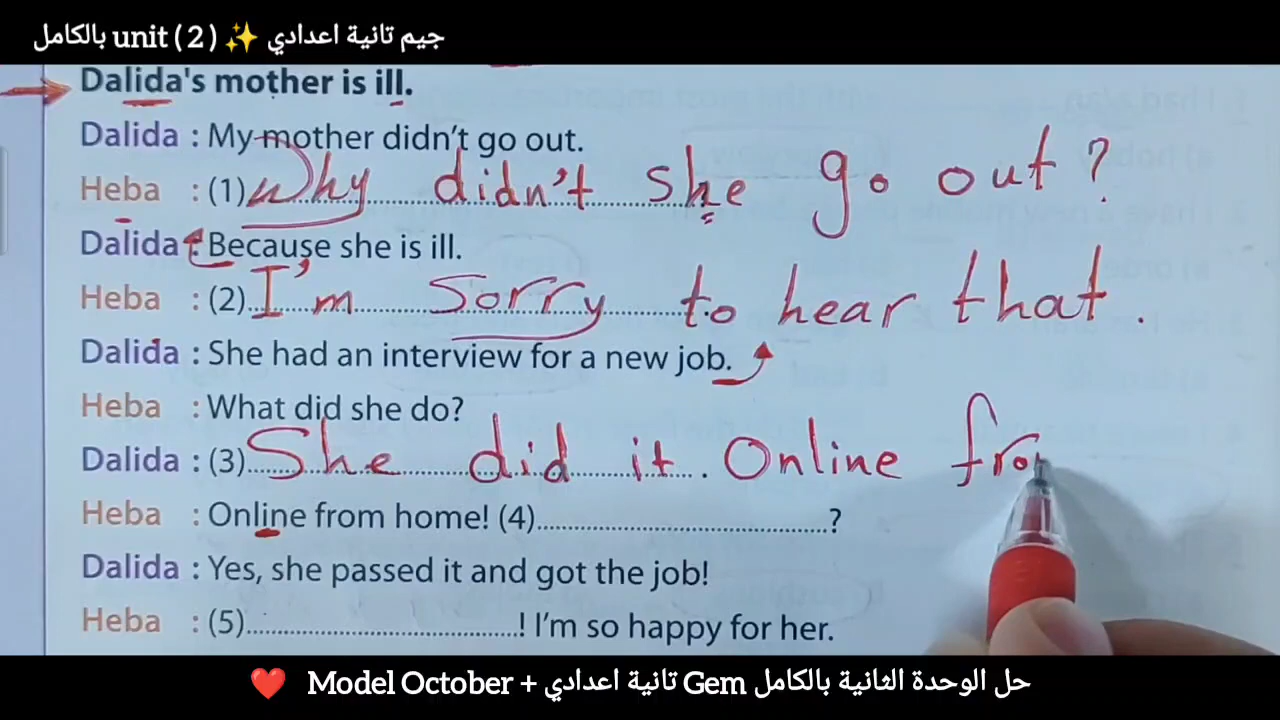 جيم تانية اعدادي ✨ unit ( 2 ) بالكامل
Dalida's mother is ill.
Dalida : My mother didn't go out.
Heba : (1) Why didn't she go out?
Dalida : Because she is ill.
Heba : (2) I'm sorry to hear that.
Dalida : She had an interview for a new job.
Heba : What did she do?
Dalida : (3) She did it Online fro
Heba : Online from home! (4)..............................?
Dalida : Yes, she passed it and got the job!
Heba : (5)..............................! I'm so happy for her.
حل الوحدة الثانية بالكامل Gem تانية اعدادي + Model October ❤️